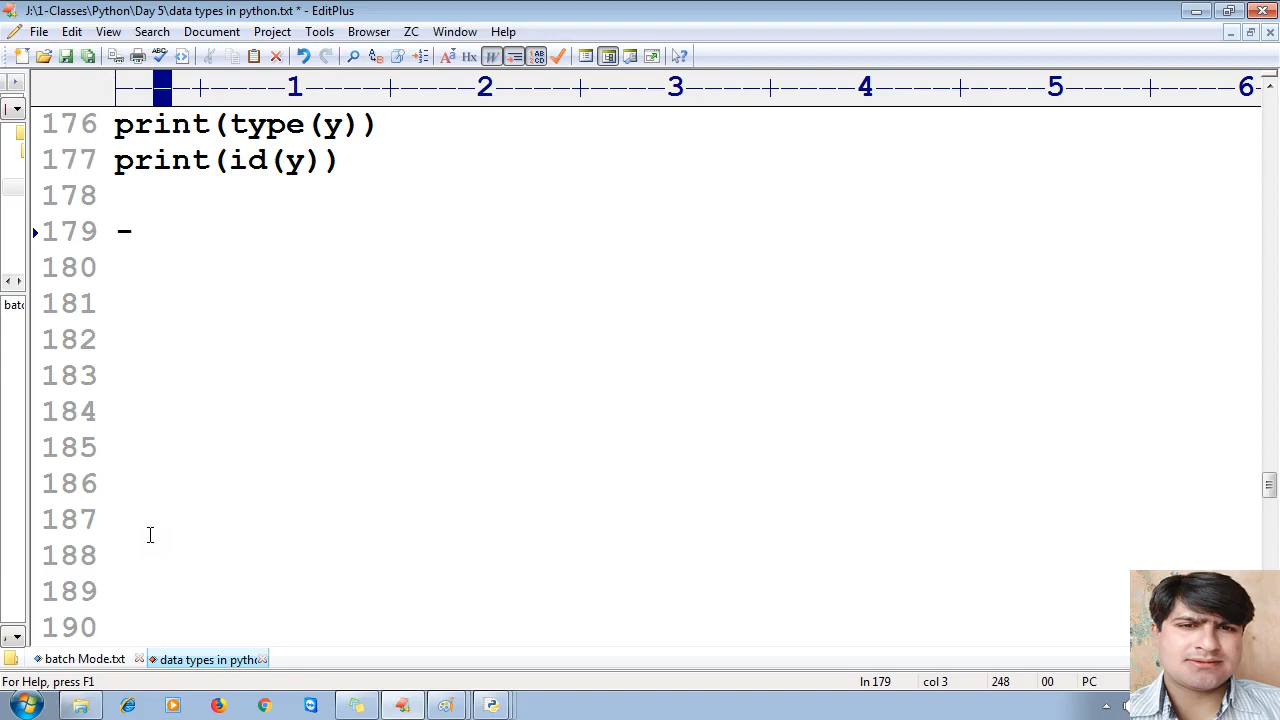 J:\1-Classes\Python\Day 5\data types in python.txt * - EditPlus
File Edit View Search Document Project Tools Browser ZC Window Help
1 2 3 4 5 6
176 print(type(y))
177 print(id(y))
178
179 -
180
181
182
183
184
185
186
187
188
189
190
batc
batch Mode.txt data types in pytho
For Help, press F1 ln 179 col 3 248 00 PC